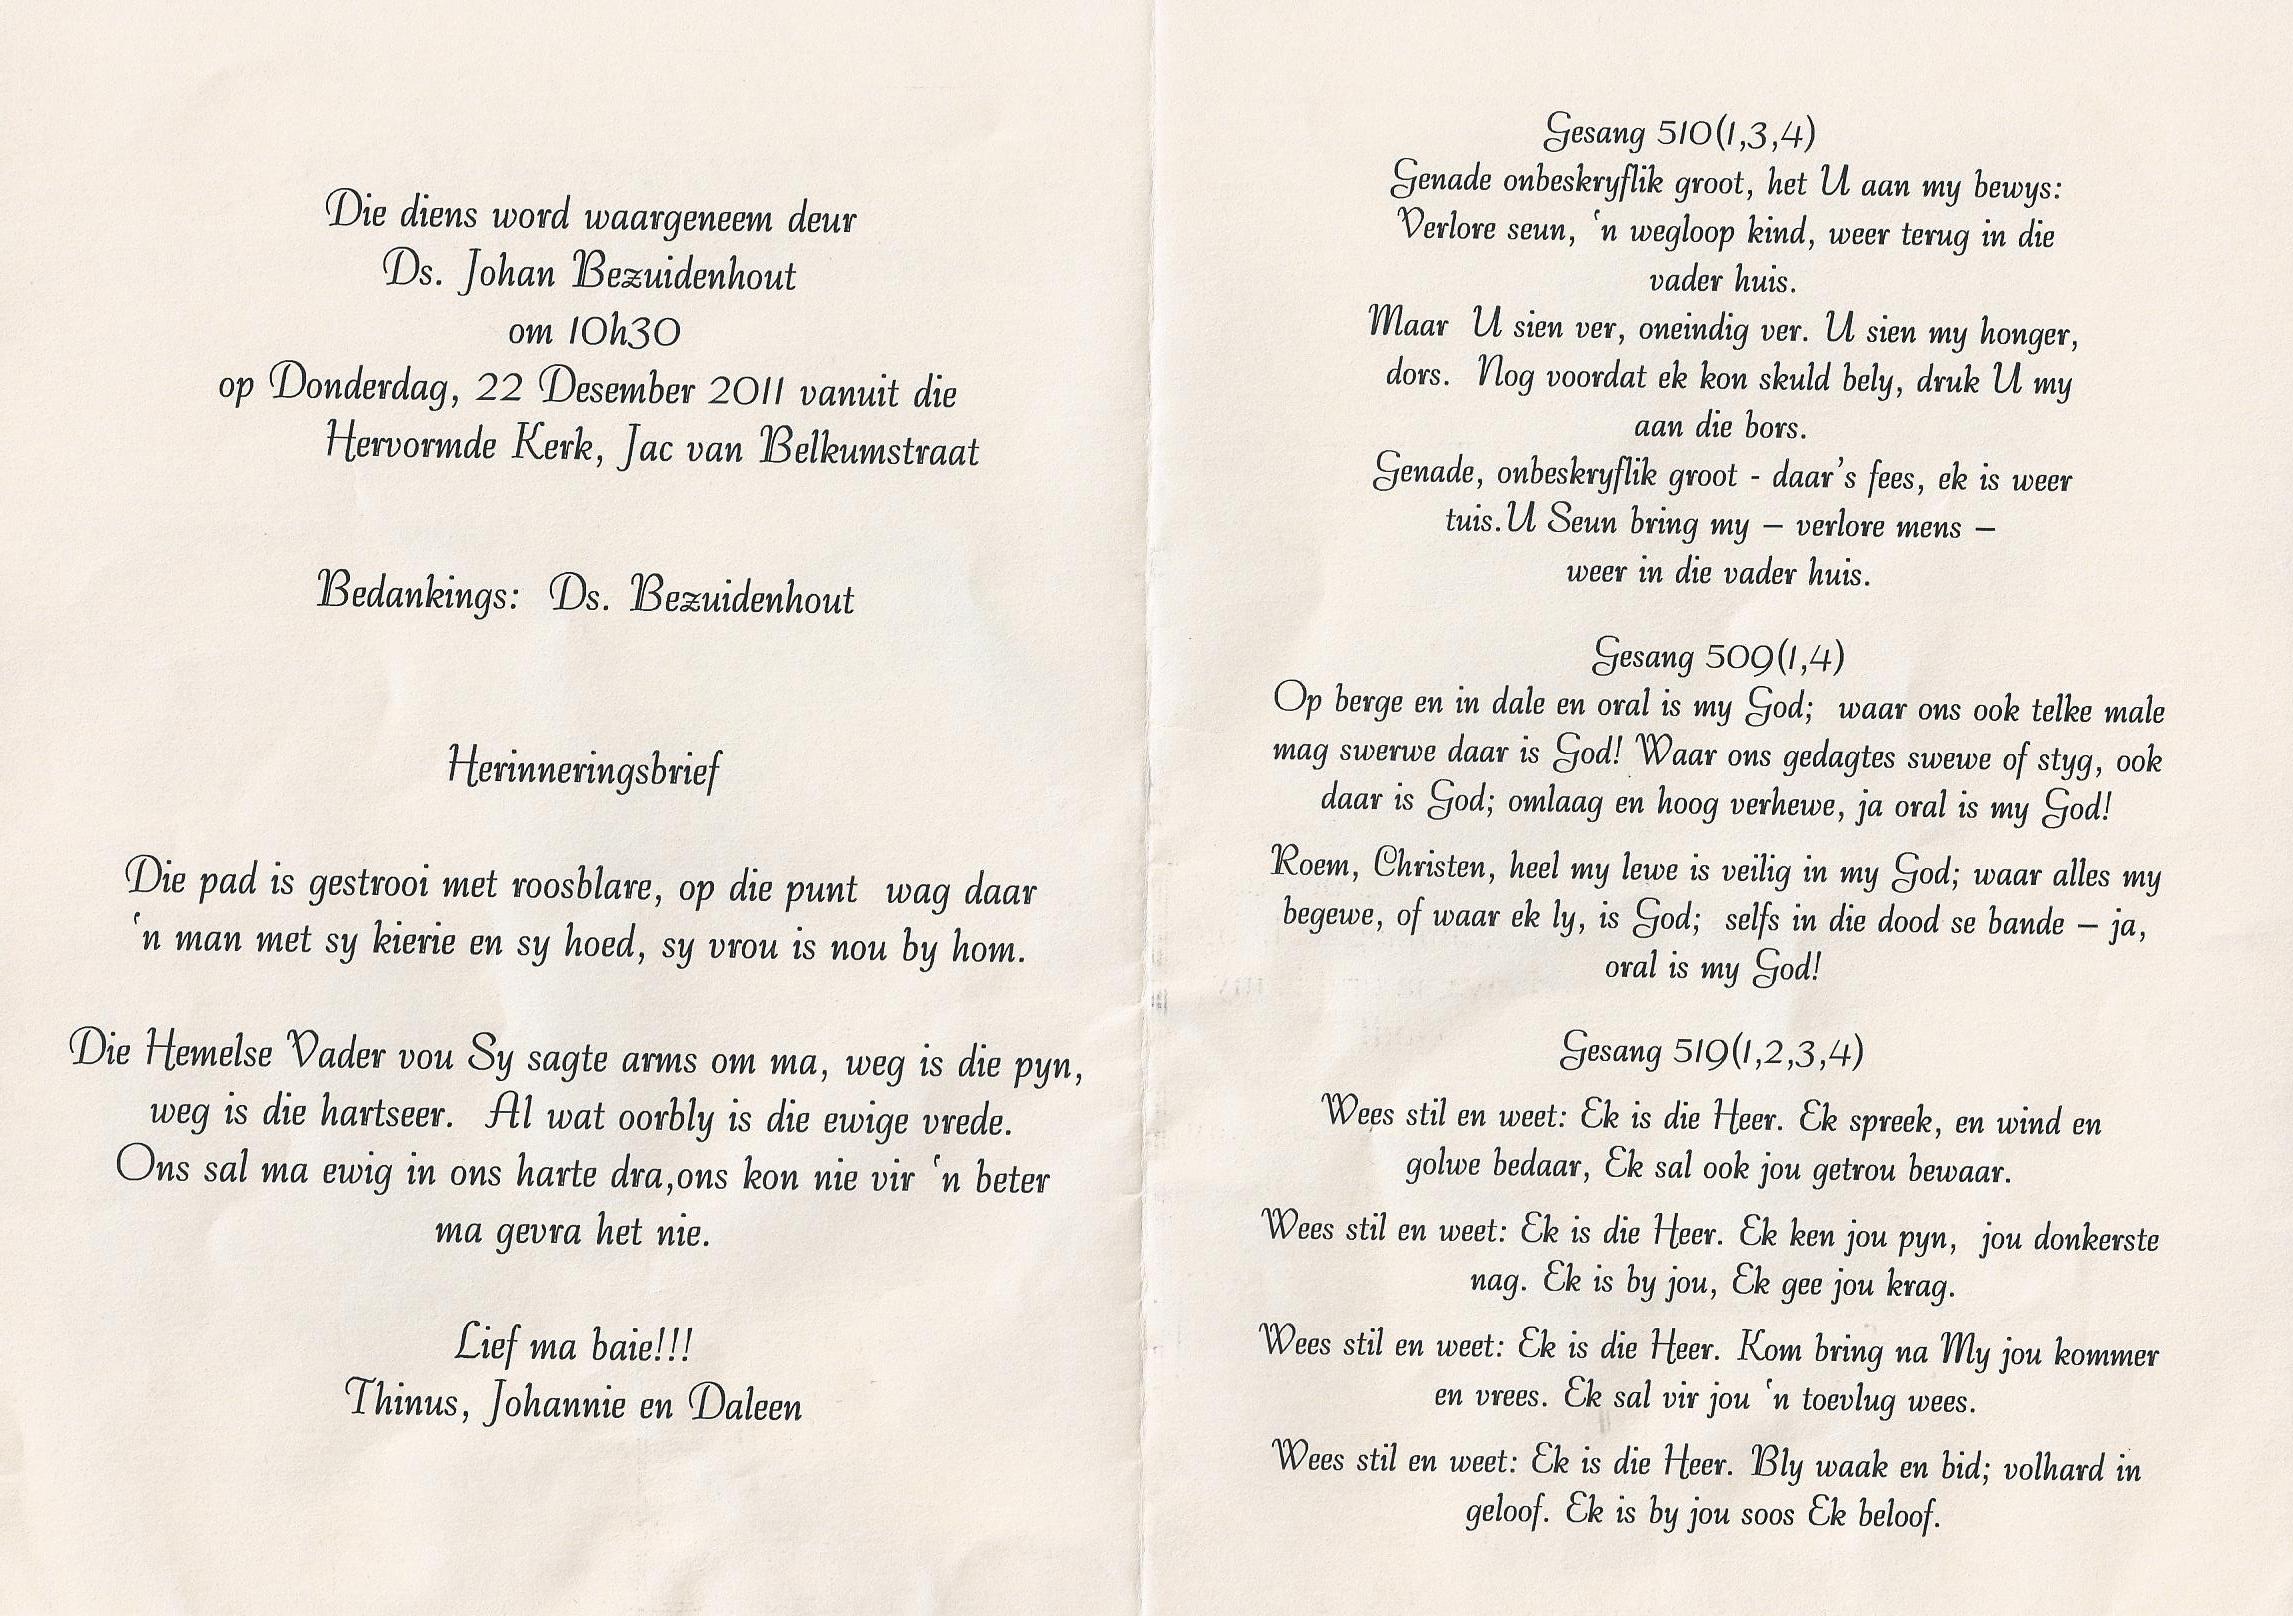 Die diens word waargeneem deur
Ds. Johan Bezuidenhout
om 10h30
op Donderdag, 22 Desember 2011 vanuit die
Hervormde Kerk, Jac van Belkumstraat
Bedankings: Ds. Bezuidenhout
Herinneringsbrief
Die pad is gestrooi met roosblare, op die punt wag daar
‘n man met sy kierie en sy hoed, sy vrou is nou by hom.
Die Hemelse Vader vou Sy sagte arms om ma, weg is die pyn,
weg is die hartseer. Al wat oorbly is die ewige vrede.
Ons sal ma ewig in ons harte dra,ons kon nie vir ‘n beter
ma gevra het nie.
Lief ma baie!!!
Thinus, Johannie en Daleen
Gesang 510(1,3,4)
Genade onbeskryflik groot, het U aan my bewys:
Verlore seun, ‘n wegloop kind, weer terug in die
vader huis.
Maar U sien ver, oneindig ver. U sien my honger,
dors. Nog voordat ek kon skuld bely, druk U my
aan die bors.
Genade, onbeskryflik groot - daar’s fees, ek is weer
tuis.U Seun bring my – verlore mens –
weer in die vader huis.
Gesang 509(1,4)
Op berge en in dale en oral is my God; waar ons ook telke male
mag swerwe daar is God! Waar ons gedagtes swewe of styg, ook
daar is God; omlaag en hoog verhewe, ja oral is my God!
Roem, Christen, heel my lewe is veilig in my God; waar alles my
begewe, of waar ek ly, is God; selfs in die dood se bande – ja,
oral is my God!
Gesang 519(1,2,3,4)
Wees stil en weet: Ek is die Heer. Ek spreek, en wind en
golwe bedaar, Ek sal ook jou getrou bewaar.
Wees stil en weet: Ek is die Heer. Ek ken jou pyn, jou donkerste
nag. Ek is by jou, Ek gee jou krag.
Wees stil en weet: Ek is die Heer. Kom bring na My jou kommer
en vrees. Ek sal vir jou ‘n toevlug wees.
Wees stil en weet: Ek is die Heer. Bly waak en bid; volhard in
geloof. Ek is by jou soos Ek beloof.